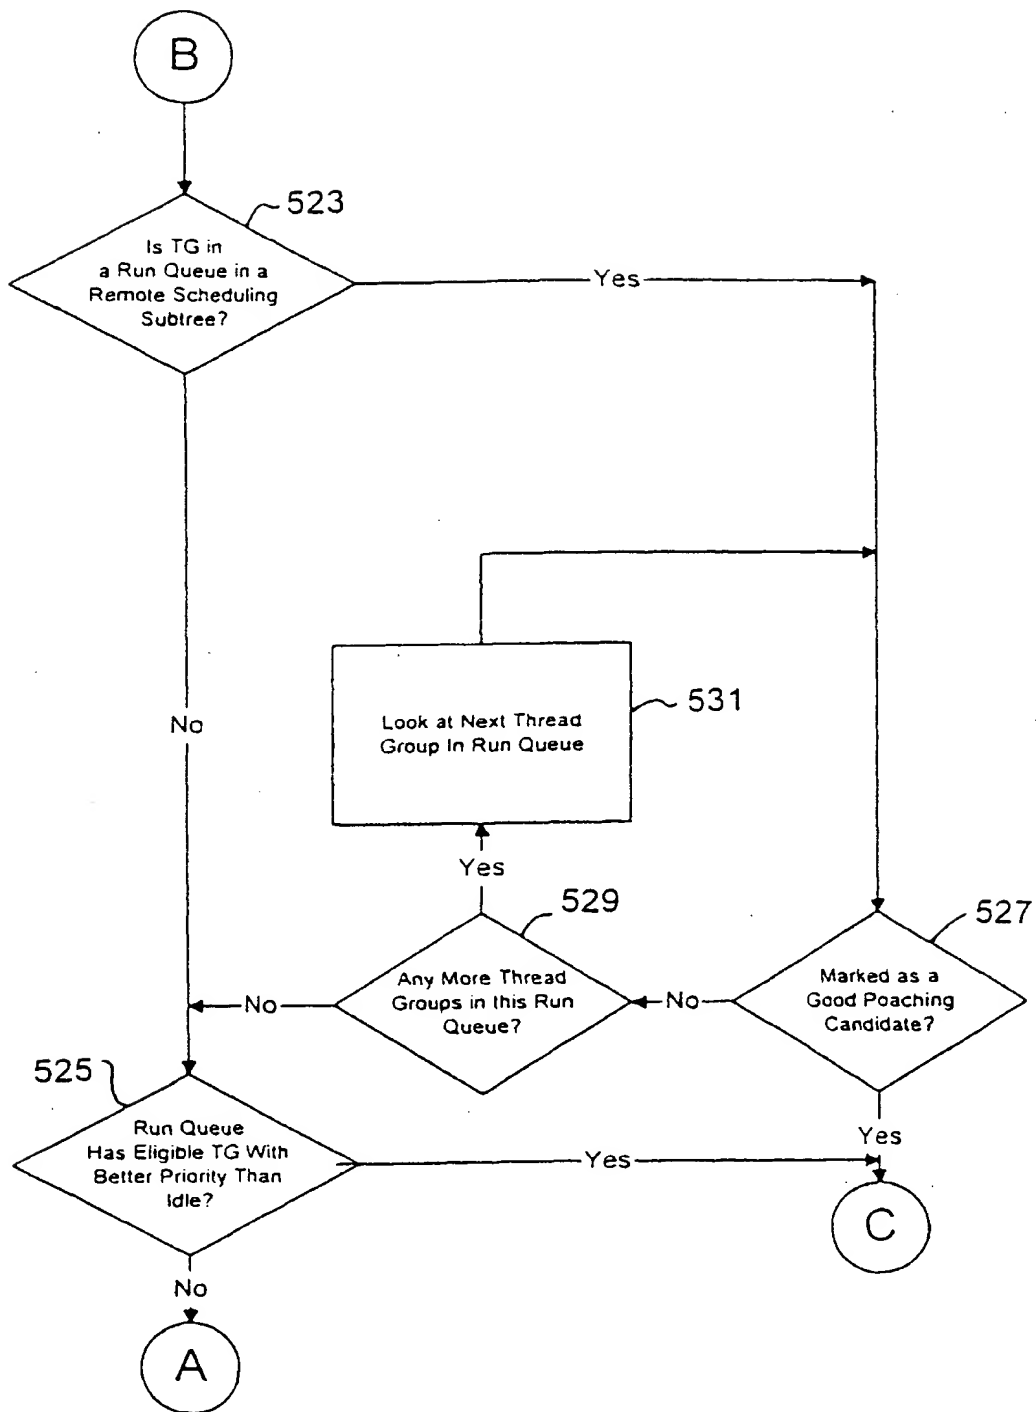 B
523
Is TG in
a Run Queue in a
Remote Scheduling
Subtree?
Yes
No
531
Look at Next Thread
Group In Run Queue
Yes
529
527
Any More Thread
Groups in this Run
Queue?
No
No
Marked as a
Good Poaching
Candidate?
525
Run Queue
Has Eligible TG With
Better Priority Than
Idle?
Yes
Yes
C
No
A